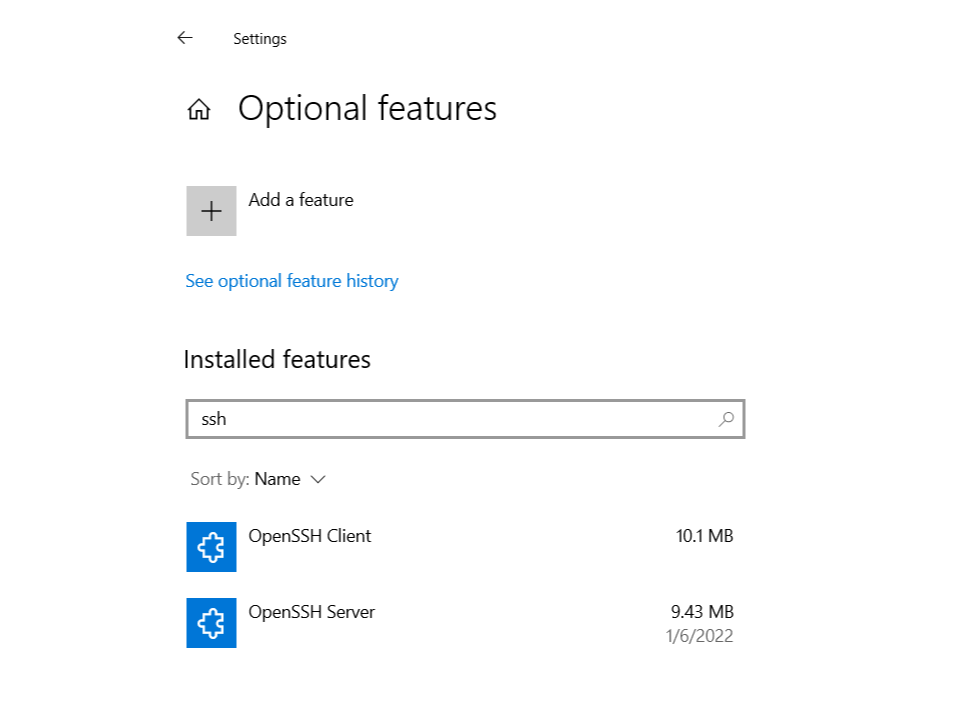 Settings
Optional features
Add a feature
See optional feature history
Installed features
ssh
Sort by: Name
OpenSSH Client 10.1 MB
OpenSSH Server 9.43 MB
1/6/2022